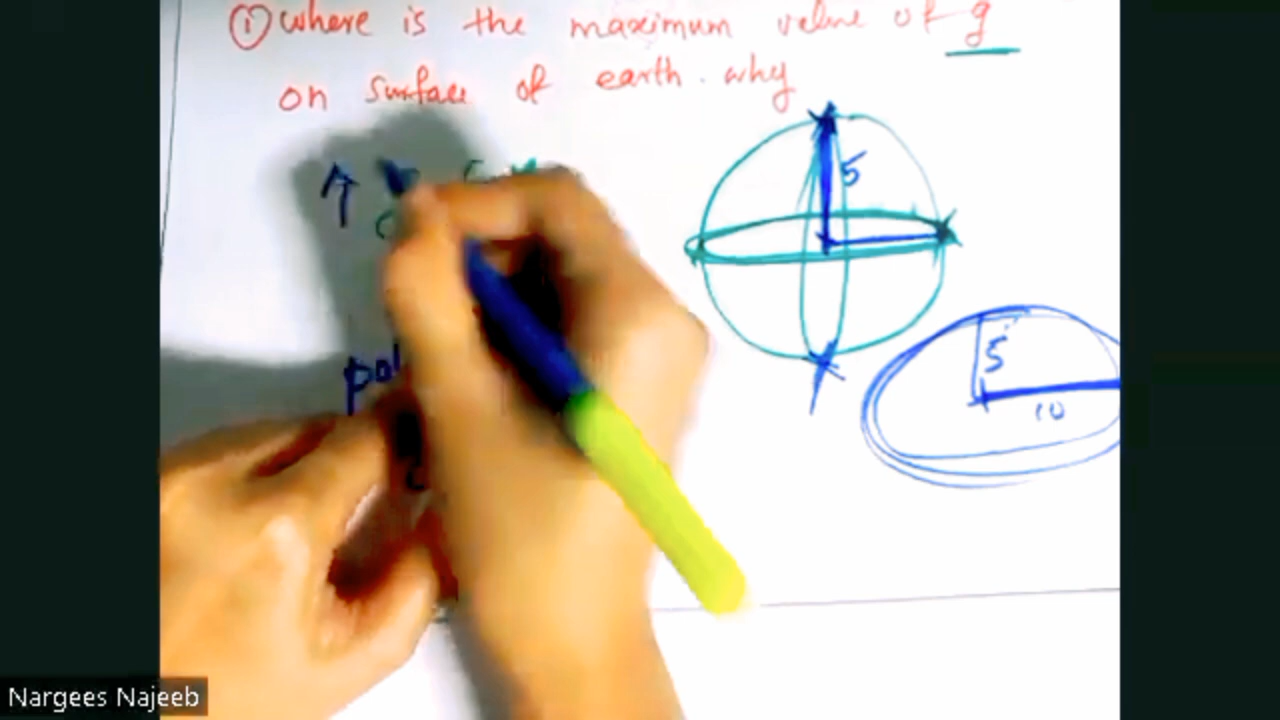 ① where is the maximum value of g
on surface of earth. why
5
5
10
Nargees Najeeb